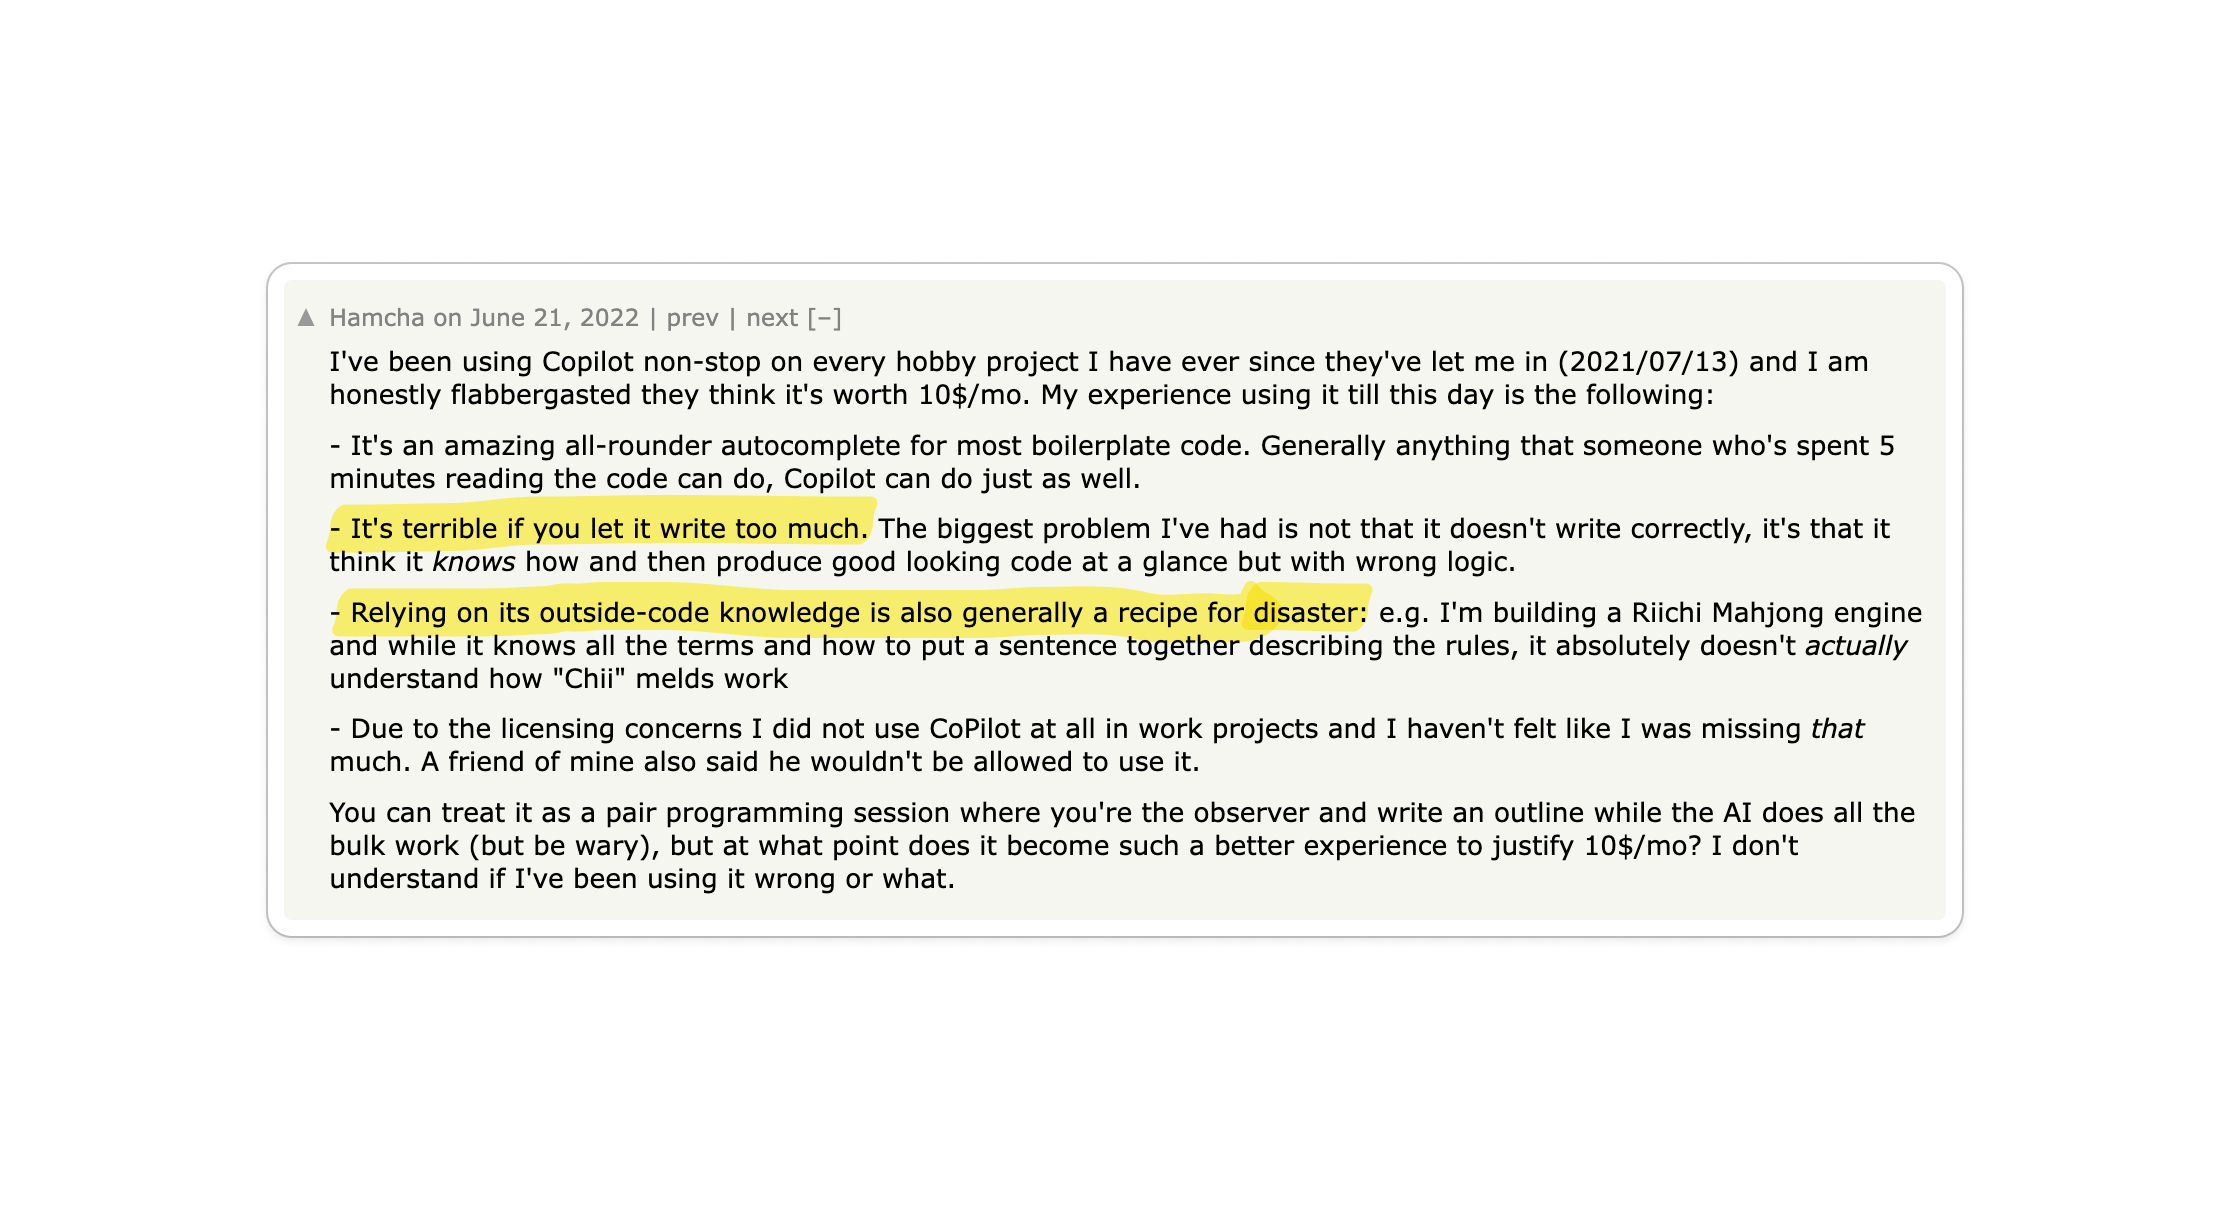 ▲ Hamcha on June 21, 2022 | prev | next [–]
I've been using Copilot non-stop on every hobby project I have ever since they've let me in (2021/07/13) and I am
honestly flabbergasted they think it's worth 10$/mo. My experience using it till this day is the following:
- It's an amazing all-rounder autocomplete for most boilerplate code. Generally anything that someone who's spent 5
minutes reading the code can do, Copilot can do just as well.
- It's terrible if you let it write too much. The biggest problem I've had is not that it doesn't write correctly, it's that it
think it knows how and then produce good looking code at a glance but with wrong logic.
- Relying on its outside-code knowledge is also generally a recipe for disaster: e.g. I'm building a Riichi Mahjong engine
and while it knows all the terms and how to put a sentence together describing the rules, it absolutely doesn't actually
understand how "Chii" melds work
- Due to the licensing concerns I did not use CoPilot at all in work projects and I haven't felt like I was missing that
much. A friend of mine also said he wouldn't be allowed to use it.
You can treat it as a pair programming session where you're the observer and write an outline while the AI does all the
bulk work (but be wary), but at what point does it become such a better experience to justify 10$/mo? I don't
understand if I've been using it wrong or what.